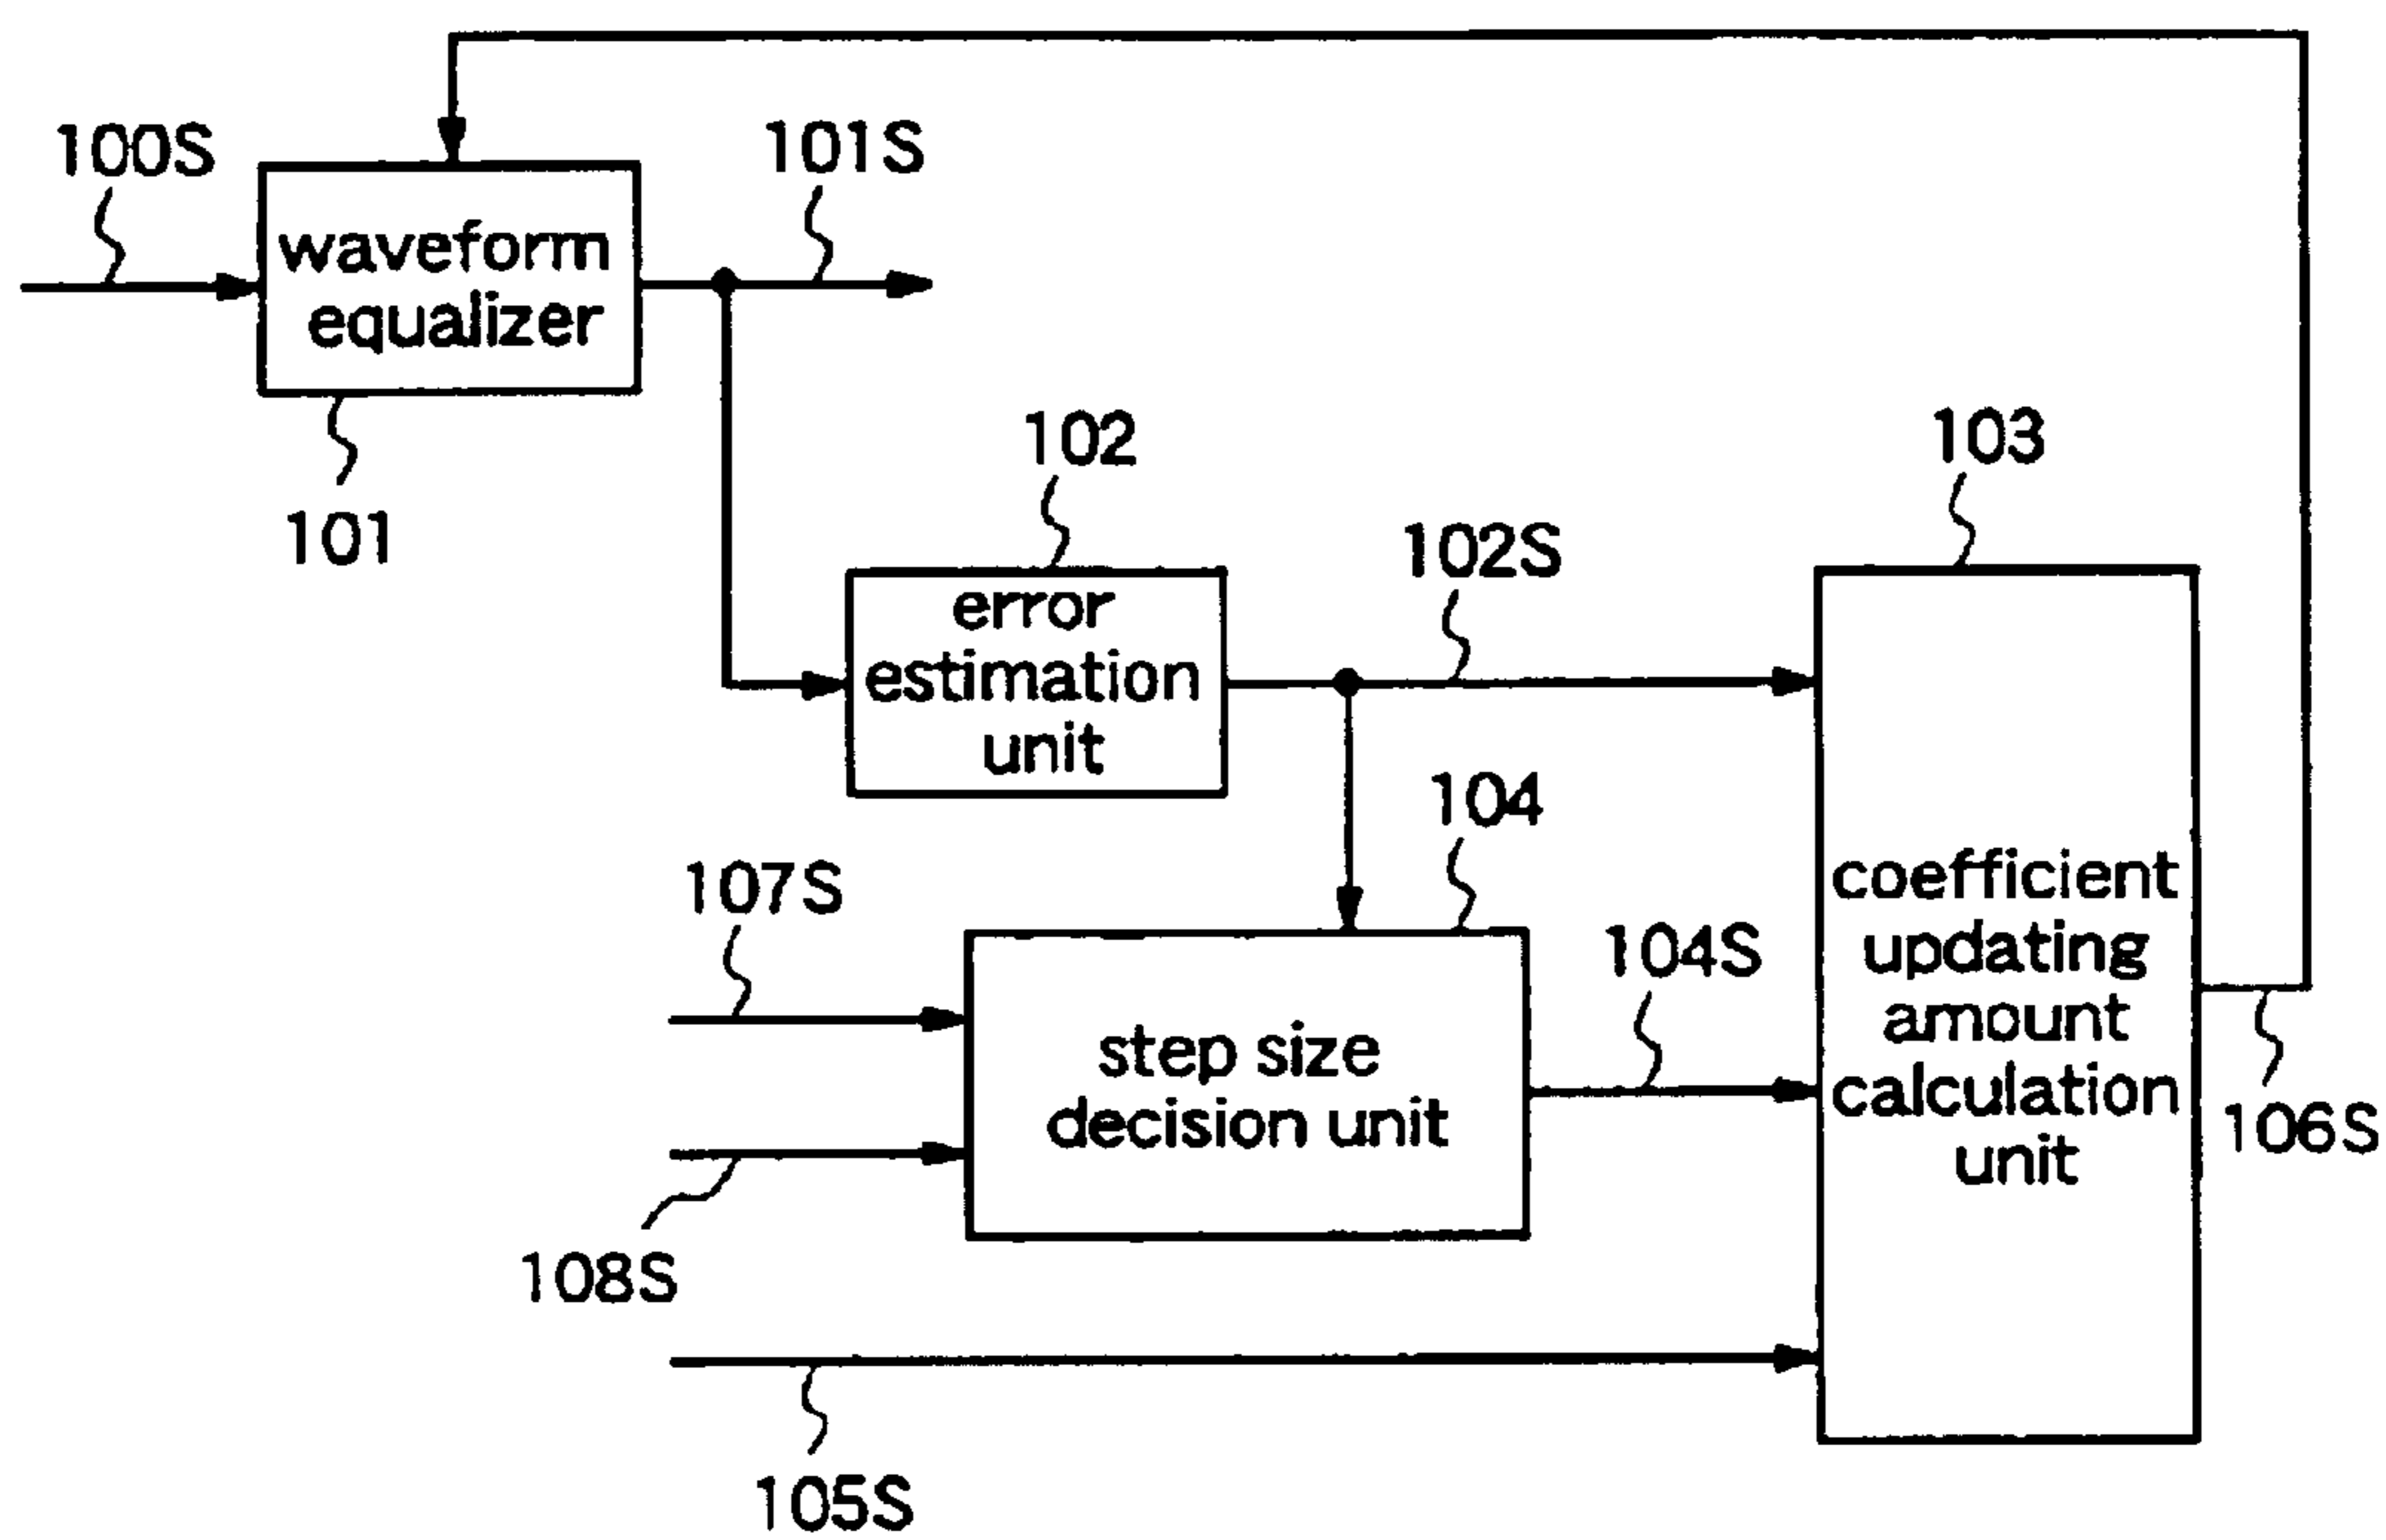 100S
101S
waveform
equalizer
101
102
103
102S
error
estimation
unit
104
107S
104S
coefficient
updating
amount
calculation
unit
step size
decision unit
106S
108S
105S